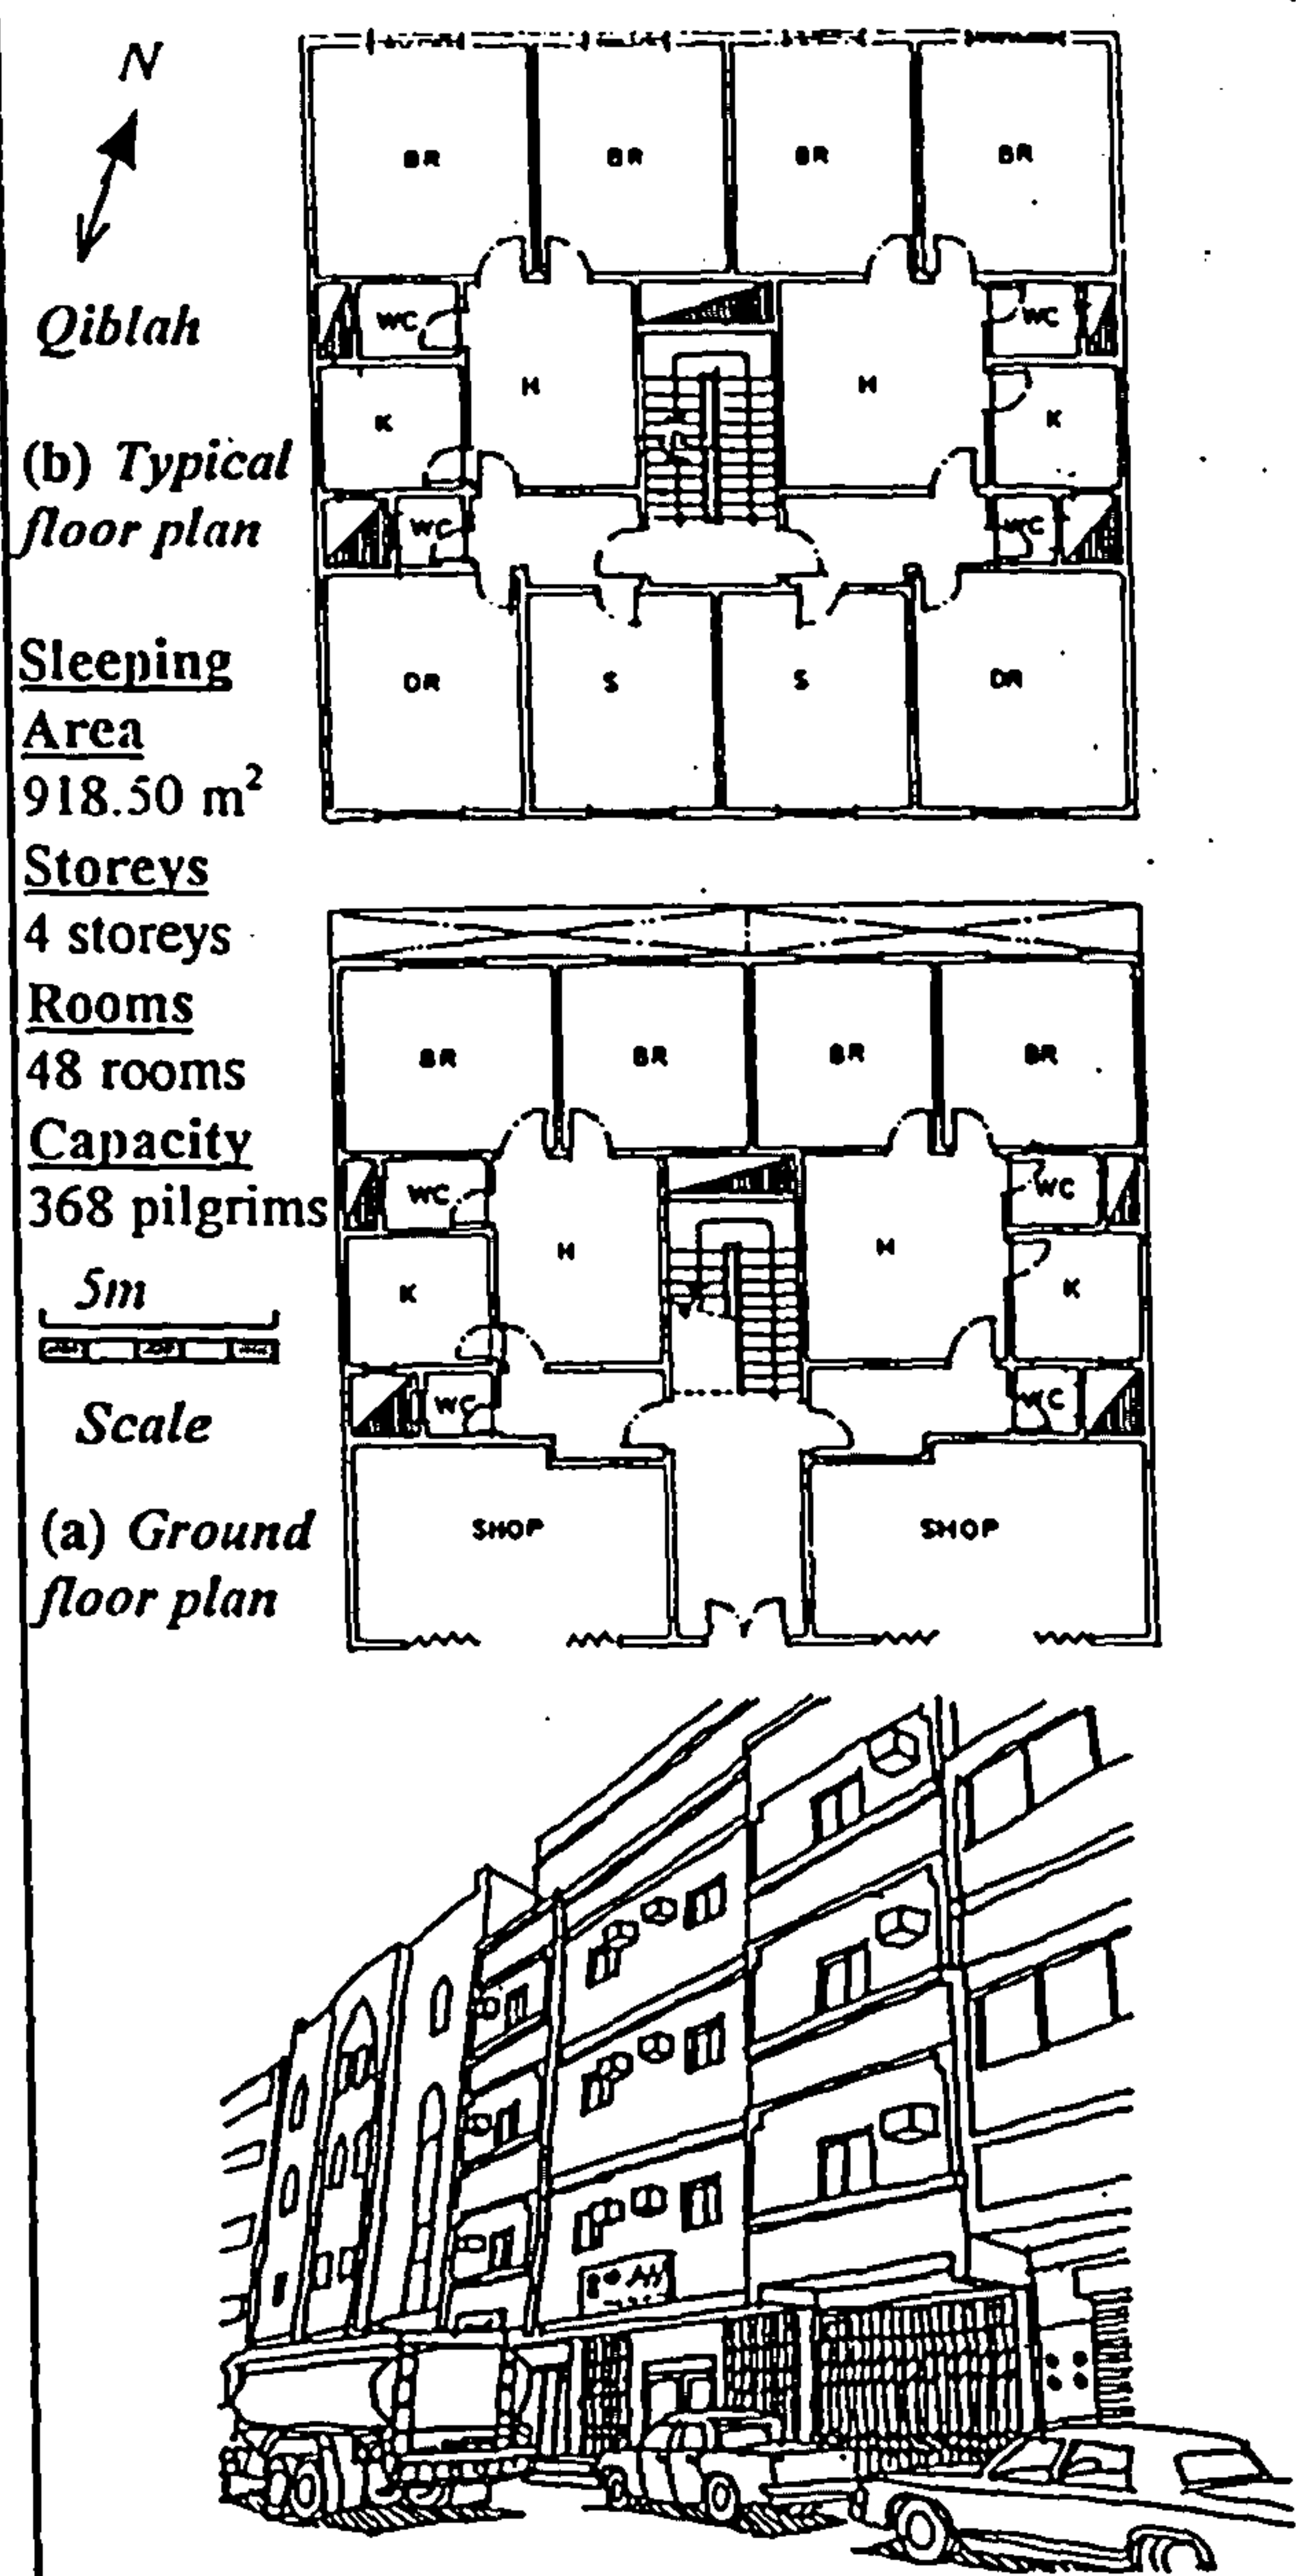 N
BR BR BR BR
Qiblah
WC WC
H H
K K
(b) Typical
floor plan
WC WC
Sleeping
Area
918.50 m²
DR S S DR
Storeys
4 storeys
Rooms
48 rooms
BR BR BR BR
Capacity
368 pilgrims
WC WC
H H
K K
5m
WC WC
Scale
(a) Ground
floor plan
SHOP SHOP